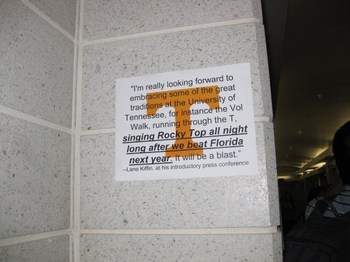 "I'm really looking forward to
embracing some of the great
traditions at the University of
Tennessee, for instance the Vol
Walk, running through the T,
singing Rocky Top all night
long after we beat Florida
next year. It will be a blast."
–Lane Kiffin, at his introductory press conference